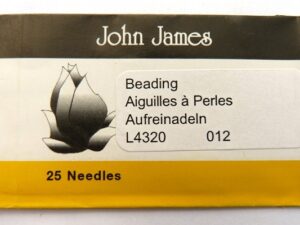 John James
Beading
Aiguilles à Perles
Aufreinadeln
L4320 012
25 Needles